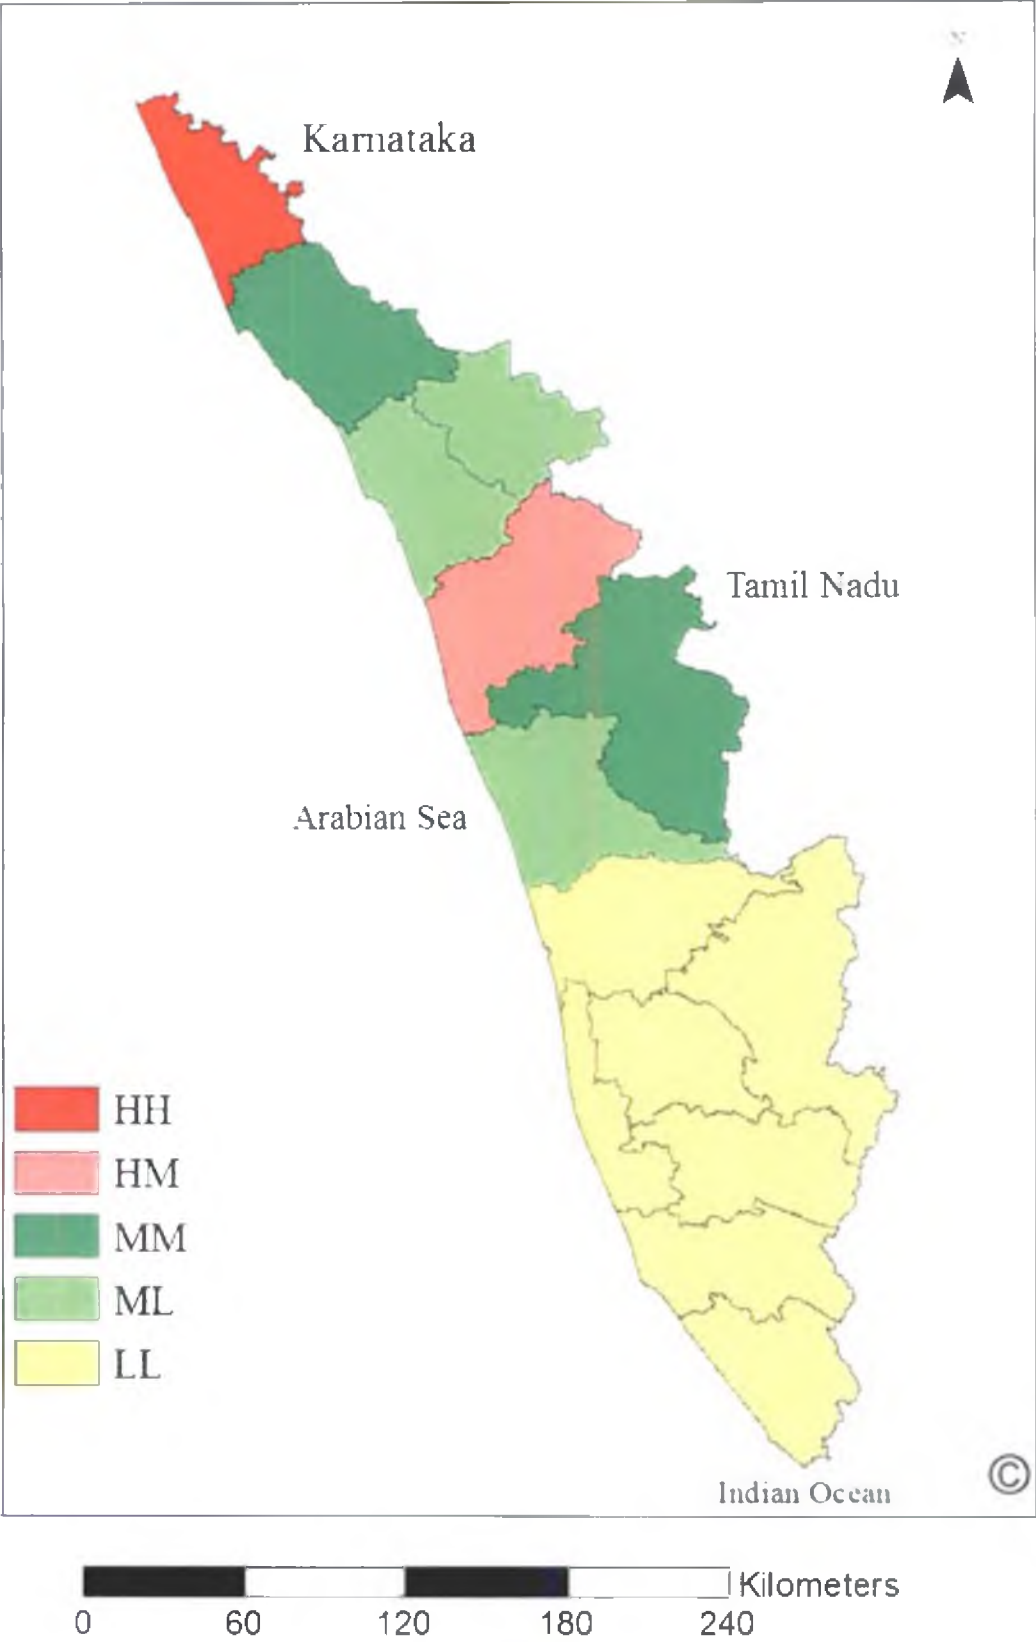 Karnataka
Tamil Nadu
Arabian Sea
HH
HM
MM
ML
LL
©
Indian Ocean
Kilometers
0 60 120 180 240